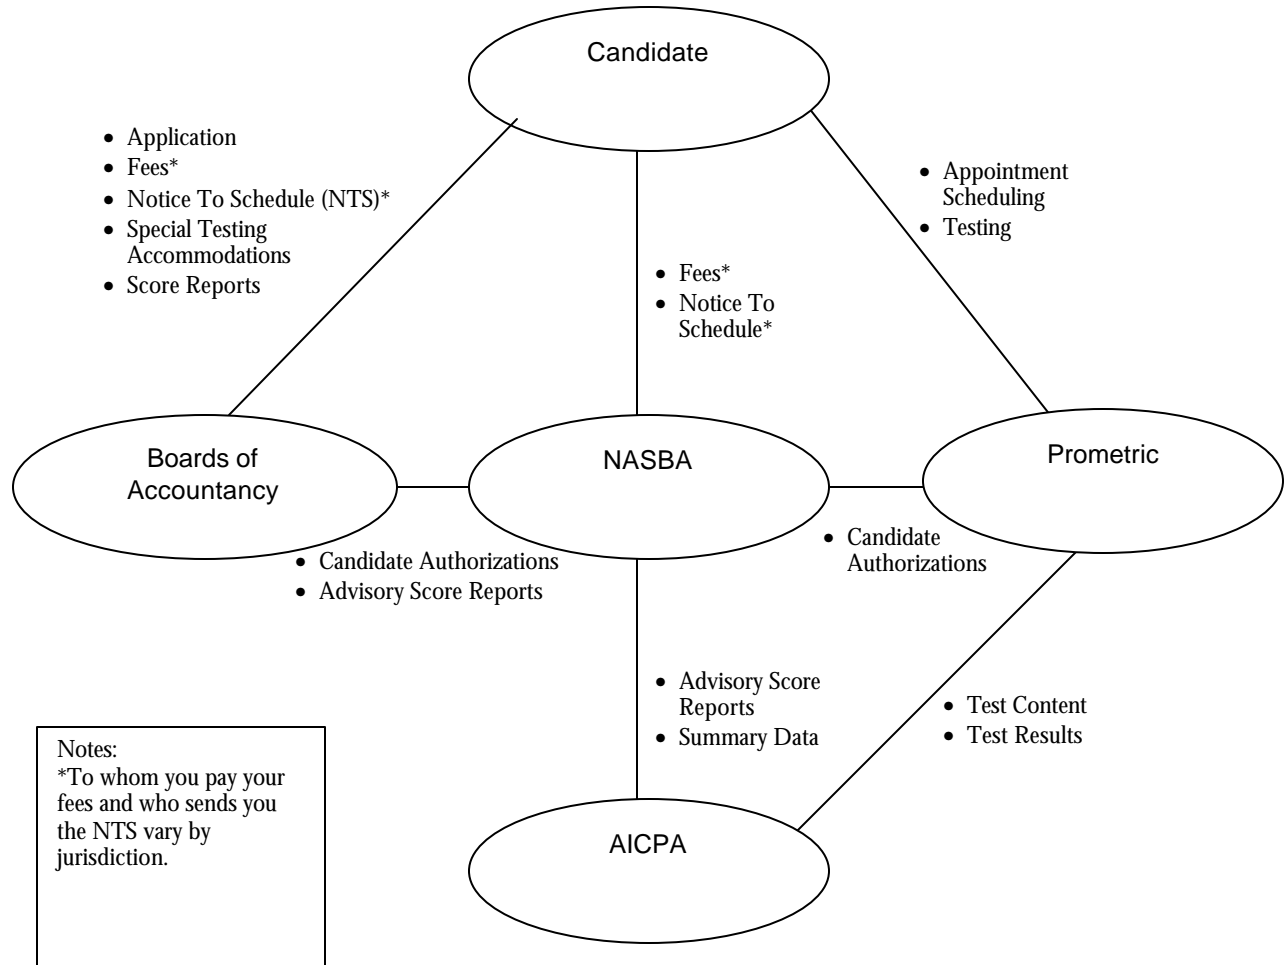 Candidate
• Application
• Fees*
• Notice To Schedule (NTS)*
• Special Testing
Accommodations
• Score Reports
• Appointment
Scheduling
• Testing
• Fees*
• Notice To
Schedule*
Boards of
Accountancy
NASBA
Prometric
• Candidate Authorizations
• Advisory Score Reports
• Candidate
Authorizations
• Advisory Score
Reports
• Summary Data
• Test Content
• Test Results
Notes:
*To whom you pay your
fees and who sends you
the NTS vary by
jurisdiction.
AICPA